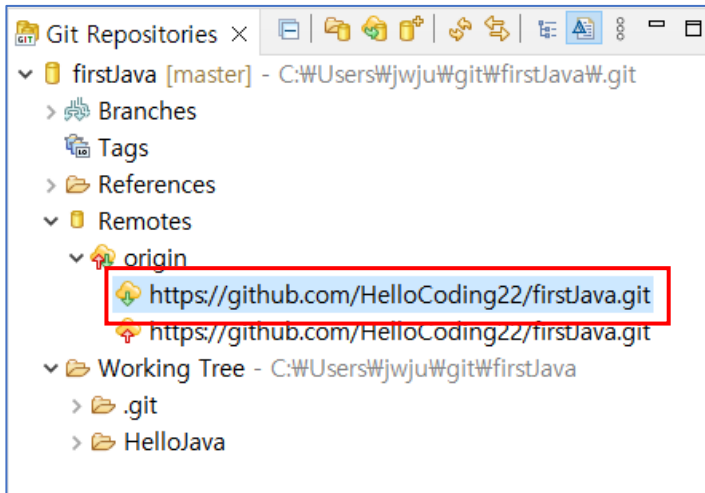 Git Repositories
firstJava [master] - C:₩Users₩jwju₩git₩firstJava₩.git
Branches
Tags
References
Remotes
origin
https://github.com/HelloCoding22/firstJava.git
https://github.com/HelloCoding22/firstJava.git
Working Tree - C:₩Users₩jwju₩git₩firstJava
.git
HelloJava